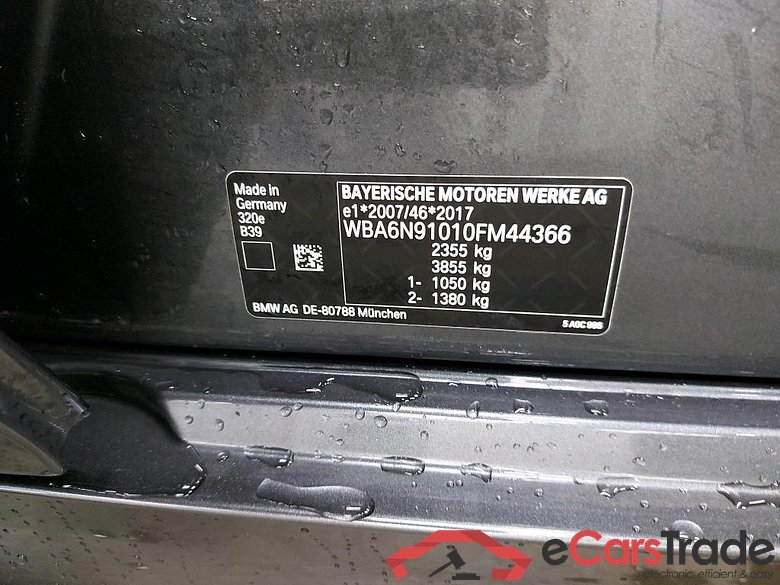 Made in
Germany
320e
B39
BMW AG DE-80788 München
BAYERISCHE MOTOREN WERKE AG
e1*2007/46*2017
WBA6N91010FM44366
2355 kg
3855 kg
1- 1050 kg
2- 1380 kg
eCarsTrade
electronic, efficient & easy